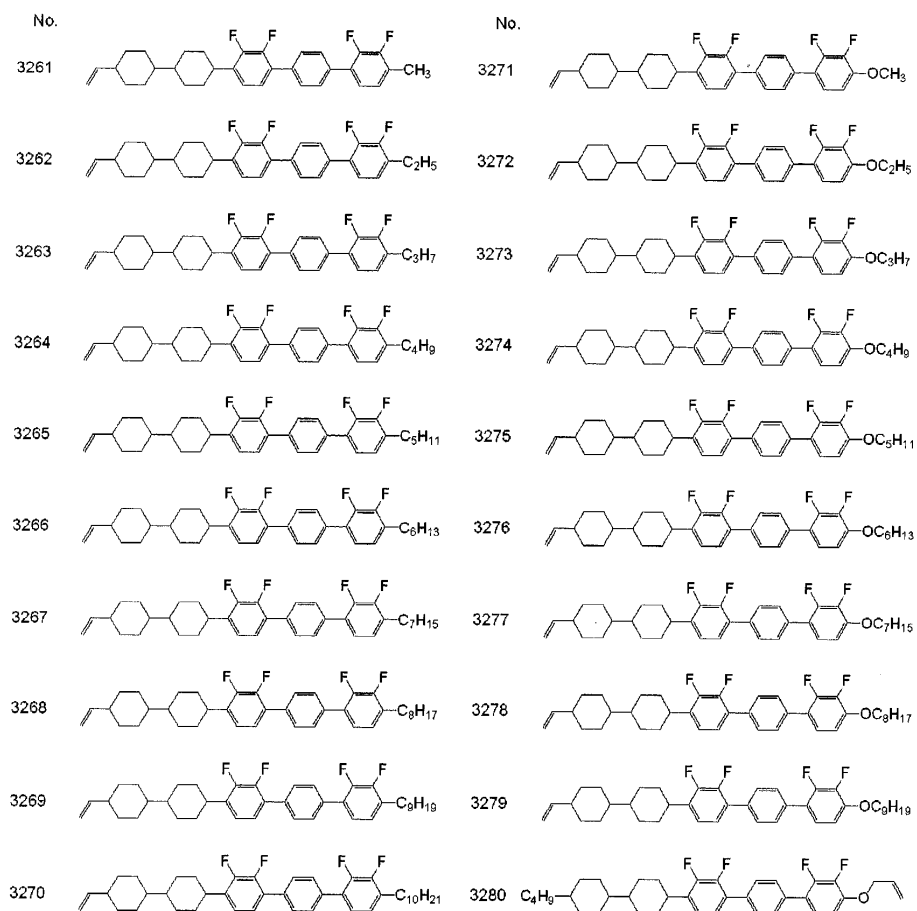 No.
3261 F F F F CH3
3262 F F F F C2H5
3263 F F F F C3H7
3264 F F F F C4H9
3265 F F F F C5H11
3266 F F F F C6H13
3267 F F F F C7H15
3268 F F F F C8H17
3269 F F F F C9H19
3270 F F F F C10H21
No.
3271 F F F F OCH3
3272 F F F F OC2H5
3273 F F F F OC3H7
3274 F F F F OC4H9
3275 F F F F OC5H11
3276 F F F F OC6H13
3277 F F F F OC7H15
3278 F F F F OC8H17
3279 F F F F OC9H19
3280 C4H9 F F F F O